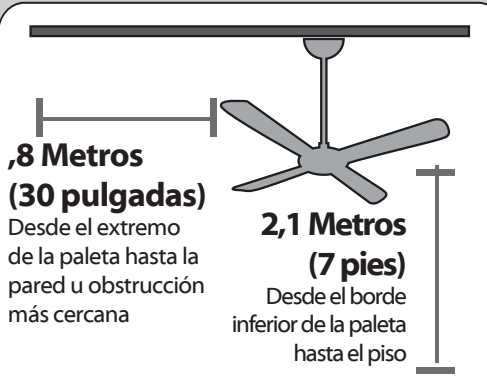 ,8 Metros
(30 pulgadas)
Desde el extremo
de la paleta hasta la
pared u obstrucción
más cercana
2,1 Metros
(7 pies)
Desde el borde
inferior de la paleta
hasta el piso